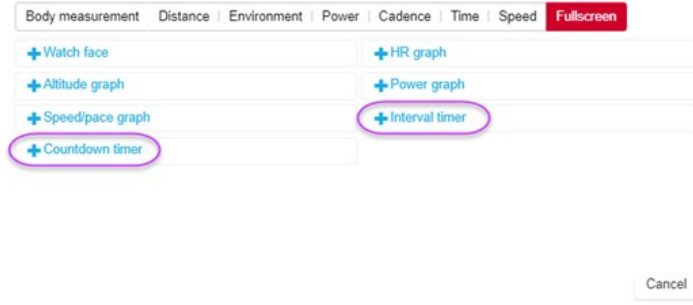 Body measurement Distance Environment Power Cadence Time Speed Fullscreen
Watch face HR graph
Altitude graph Power graph
Speed/pace graph Interval timer
Countdown timer
Cancel